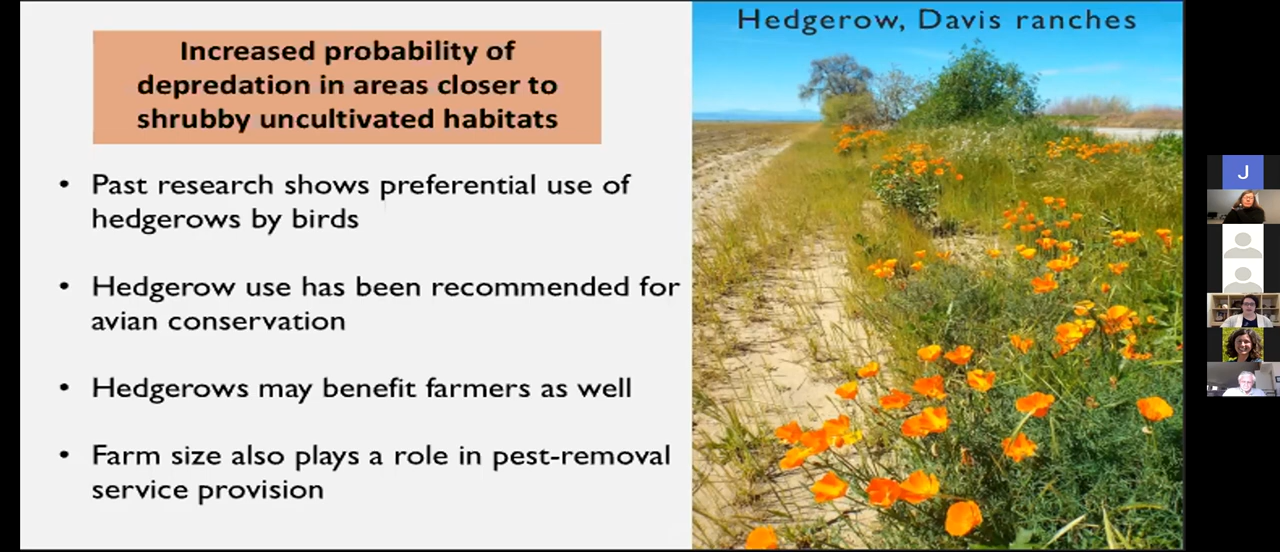 Hedgerow, Davis ranches
Increased probability of
depredation in areas closer to
shrubby uncultivated habitats
• Past research shows preferential use of
hedgerows by birds
• Hedgerow use has been recommended for
avian conservation
• Hedgerows may benefit farmers as well
• Farm size also plays a role in pest-removal
service provision
J